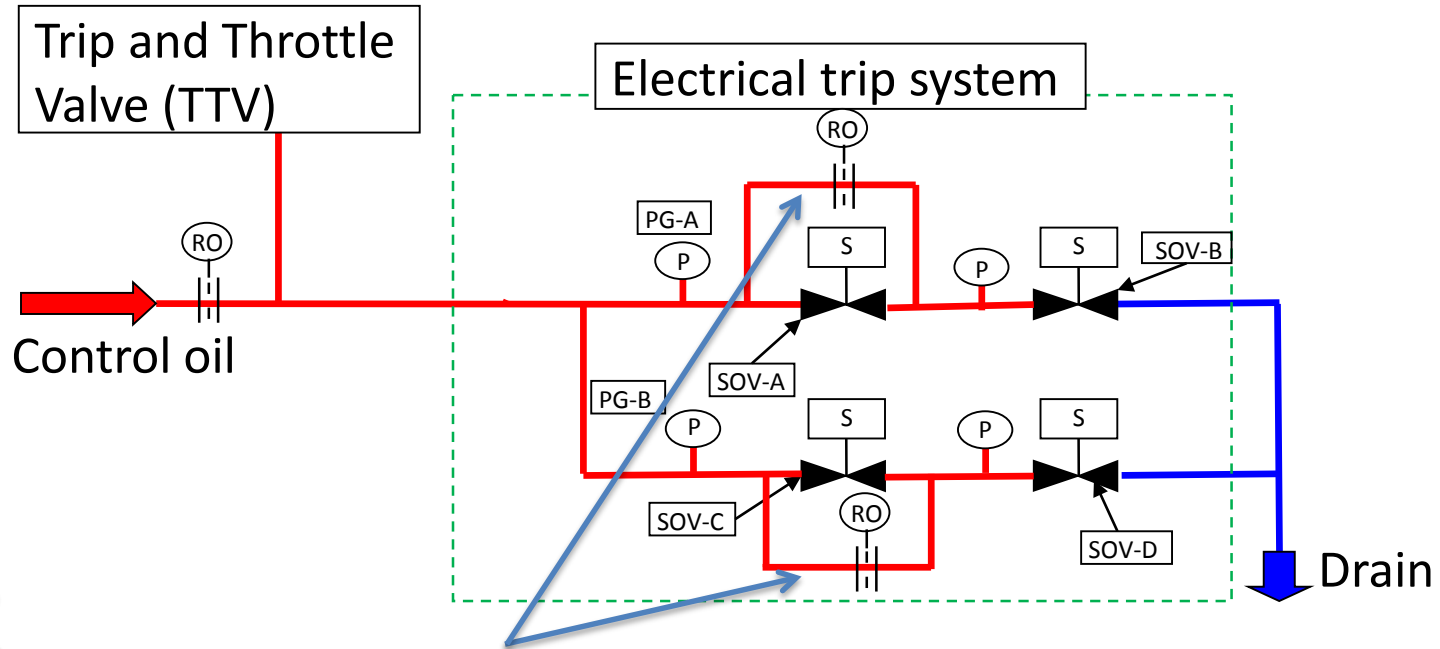 Trip and Throttle
Valve (TTV)
Electrical trip system
RO
PG-A
RO
P
S
P
S
SOV-B
Control oil
SOV-A
PG-B
P
S
P
S
SOV-C
RO
SOV-D
Drain